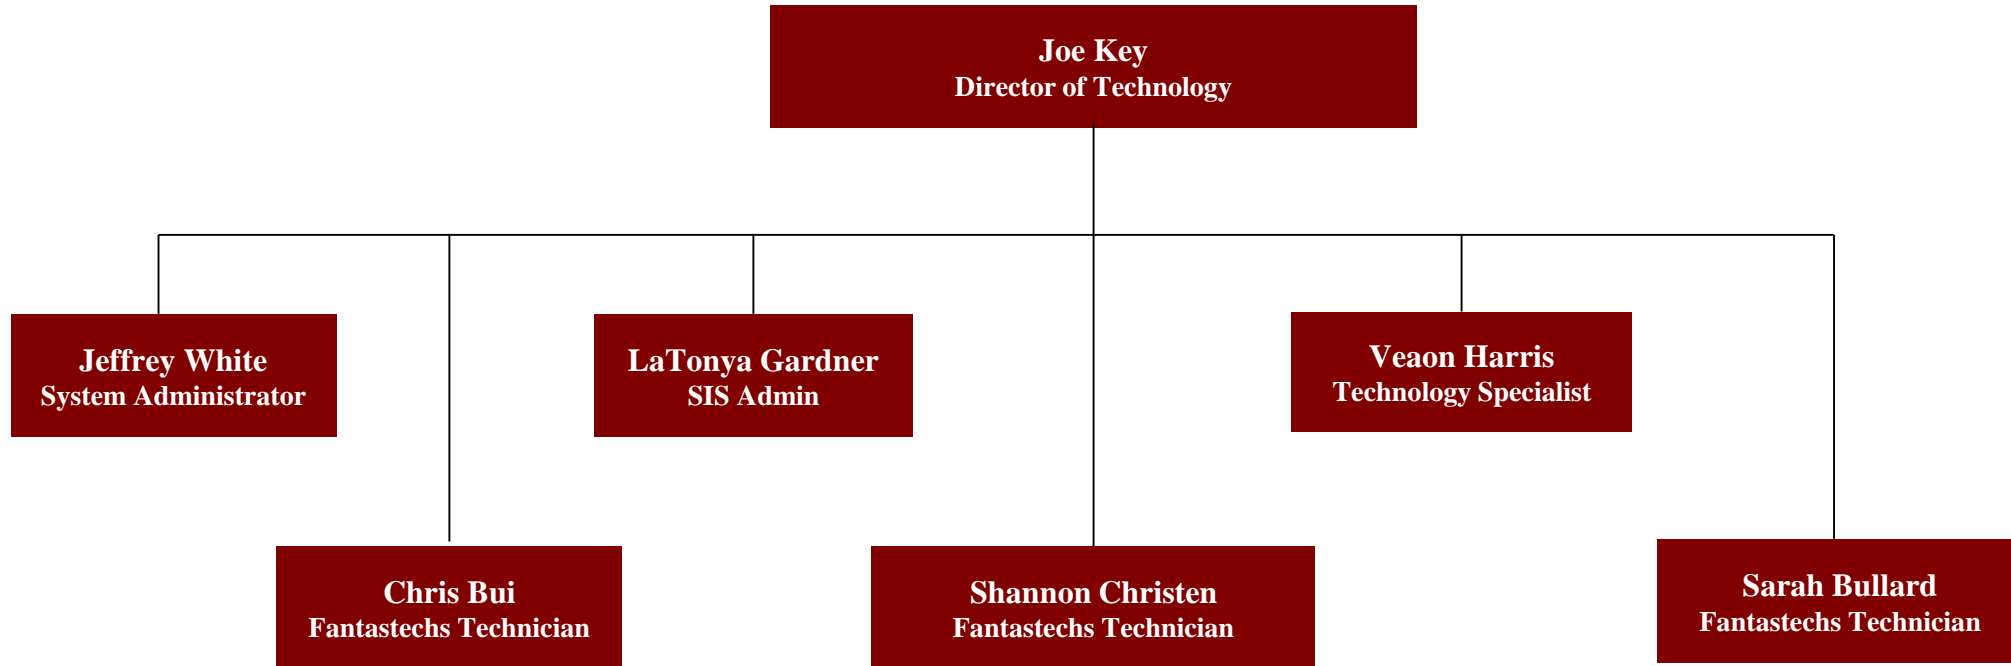 Joe Key
Director of Technology
Jeffrey White
System Administrator
LaTonya Gardner
SIS Admin
Veaon Harris
Technology Specialist
Chris Bui
Fantastechs Technician
Shannon Christen
Fantastechs Technician
Sarah Bullard
Fantastechs Technician